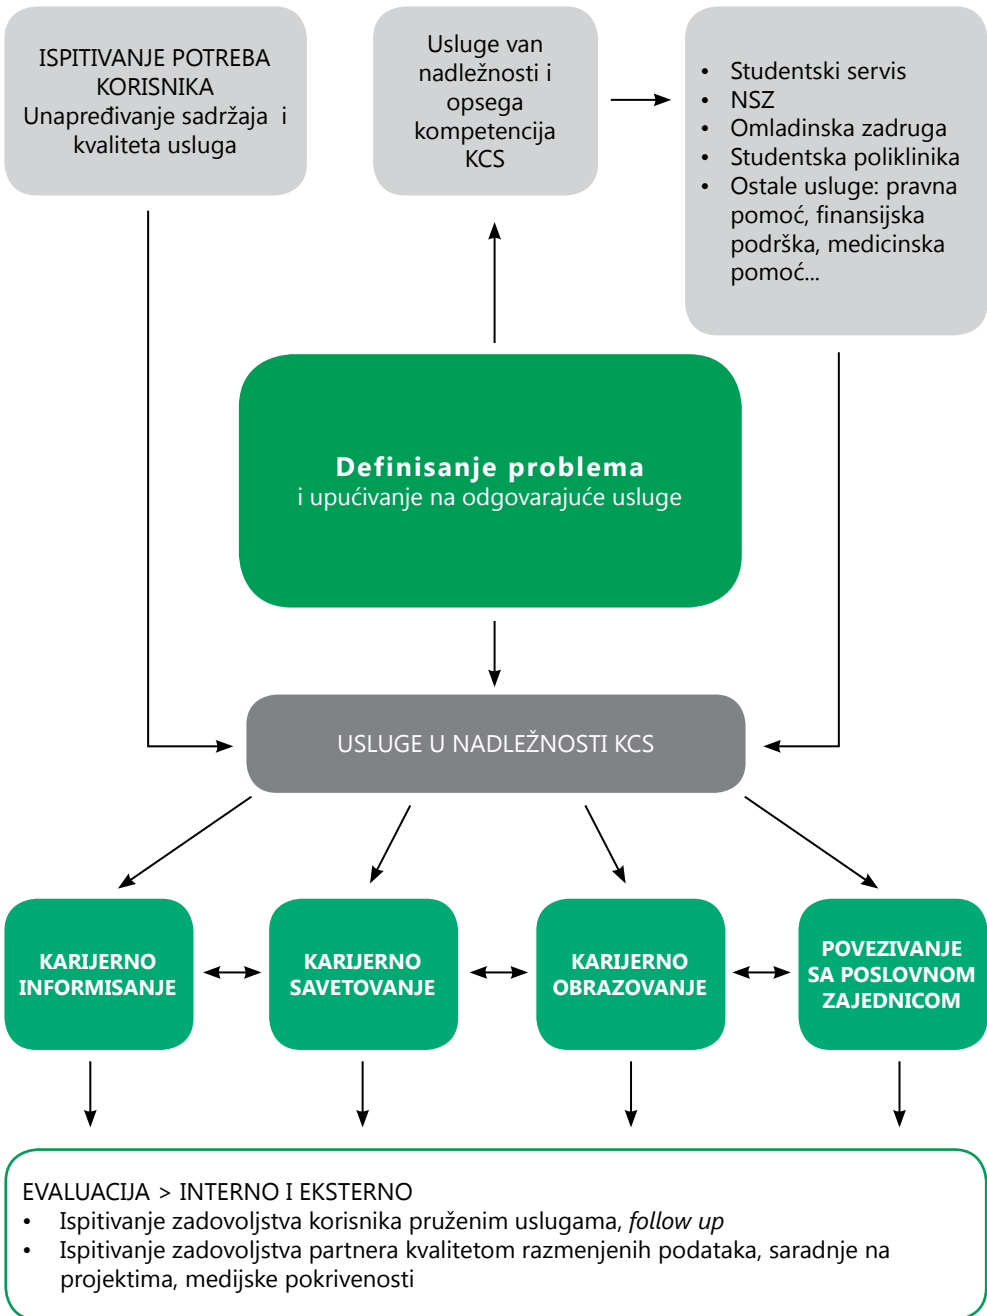 ISPITIVANJE POTREBA
KORISNIKA
Unapređivanje sadržaja i
kvaliteta usluga
Usluge van
nadležnosti i
opsega
kompetencija
KCS
• Studentski servis
• NSZ
• Omladinska zadruga
• Studentska poliklinika
• Ostale usluge: pravna
pomoć, finansijska
podrška, medicinska
pomoć...
Definisanje problema
i upućivanje na odgovarajuće usluge
USLUGE U NADLEŽNOSTI KCS
KARIJERNO
INFORMISANJE
KARIJERNO
SAVETOVANJE
KARIJERNO
OBRAZOVANJE
POVEZIVANJE
SA POSLOVNOM
ZAJEDNICOM
EVALUACIJA > INTERNO I EKSTERNO
• Ispitivanje zadovoljstva korisnika pruženim uslugama, follow up
• Ispitivanje zadovoljstva partnera kvalitetom razmenjenih podataka, saradnje na
projektima, medijske pokrivenosti